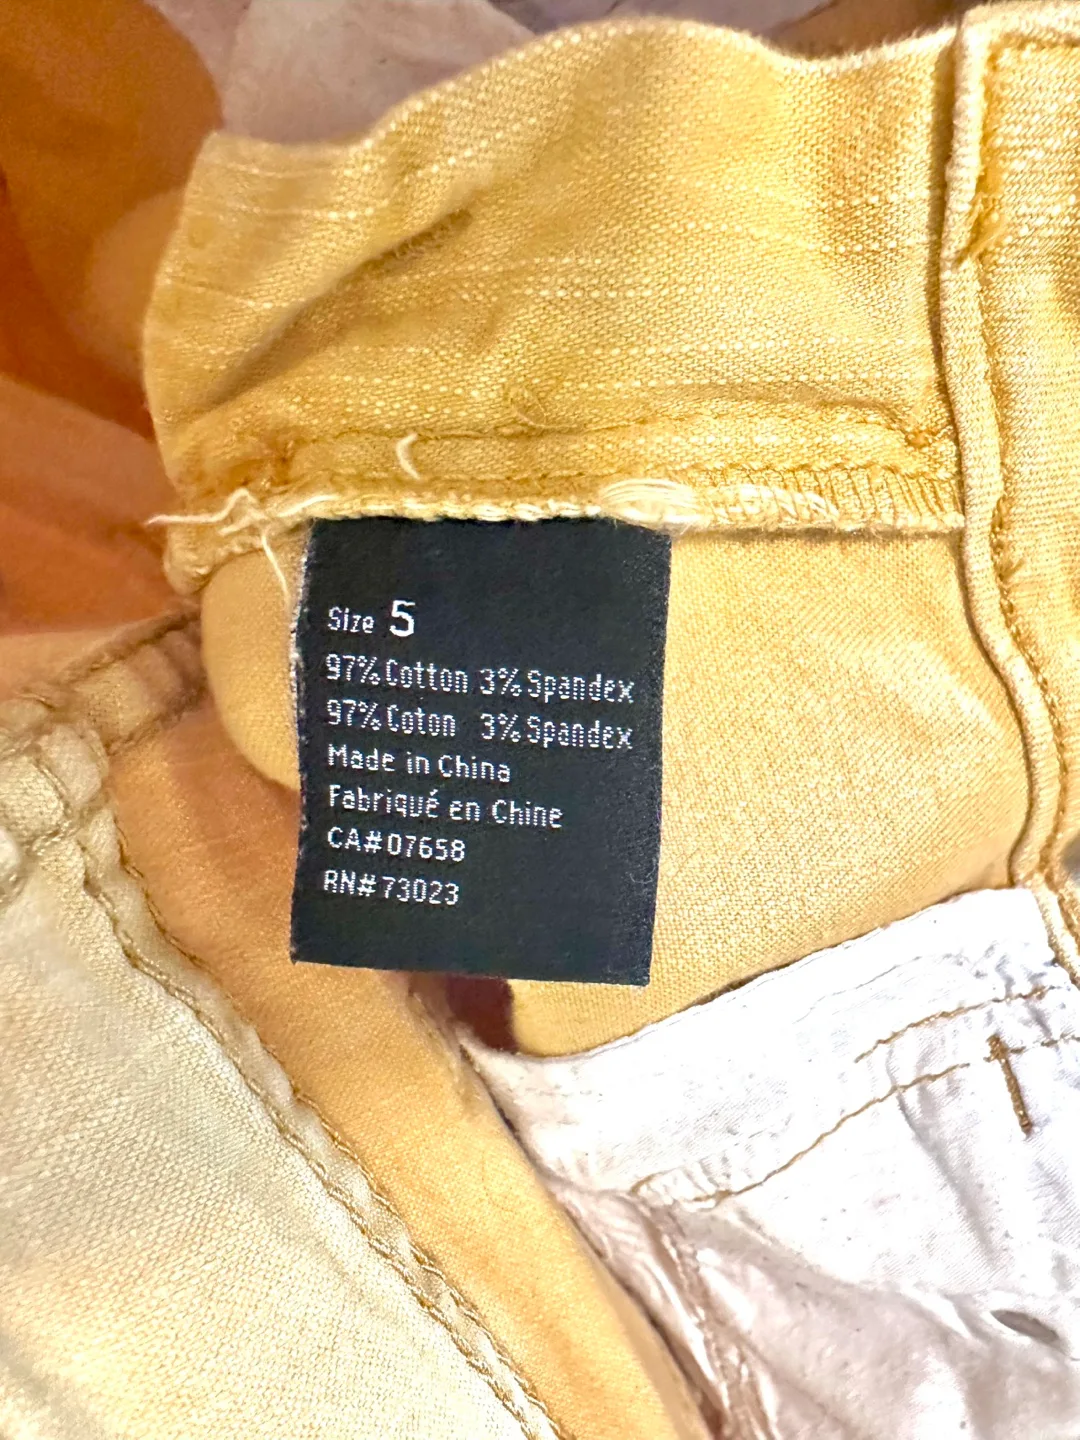 Size 5
97% Cotton 3% Spandex
97% Coton 3% Spandex
Made in China
Fabriqué en Chine
CA# 07658
RN# 73023